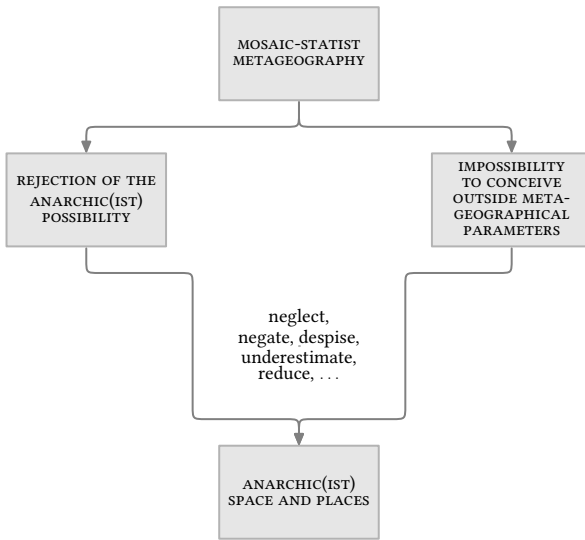 MOSAIC-STATIST
METAGEOGRAPHY
REJECTION OF THE
ANARCHIC(IST)
POSSIBILITY
IMPOSSIBILITY
TO CONCEIVE
OUTSIDE META-
GEOGRAPHICAL
PARAMETERS
neglect,
negate, despise,
underestimate,
reduce, ...
ANARCHIC(IST)
SPACE AND PLACES